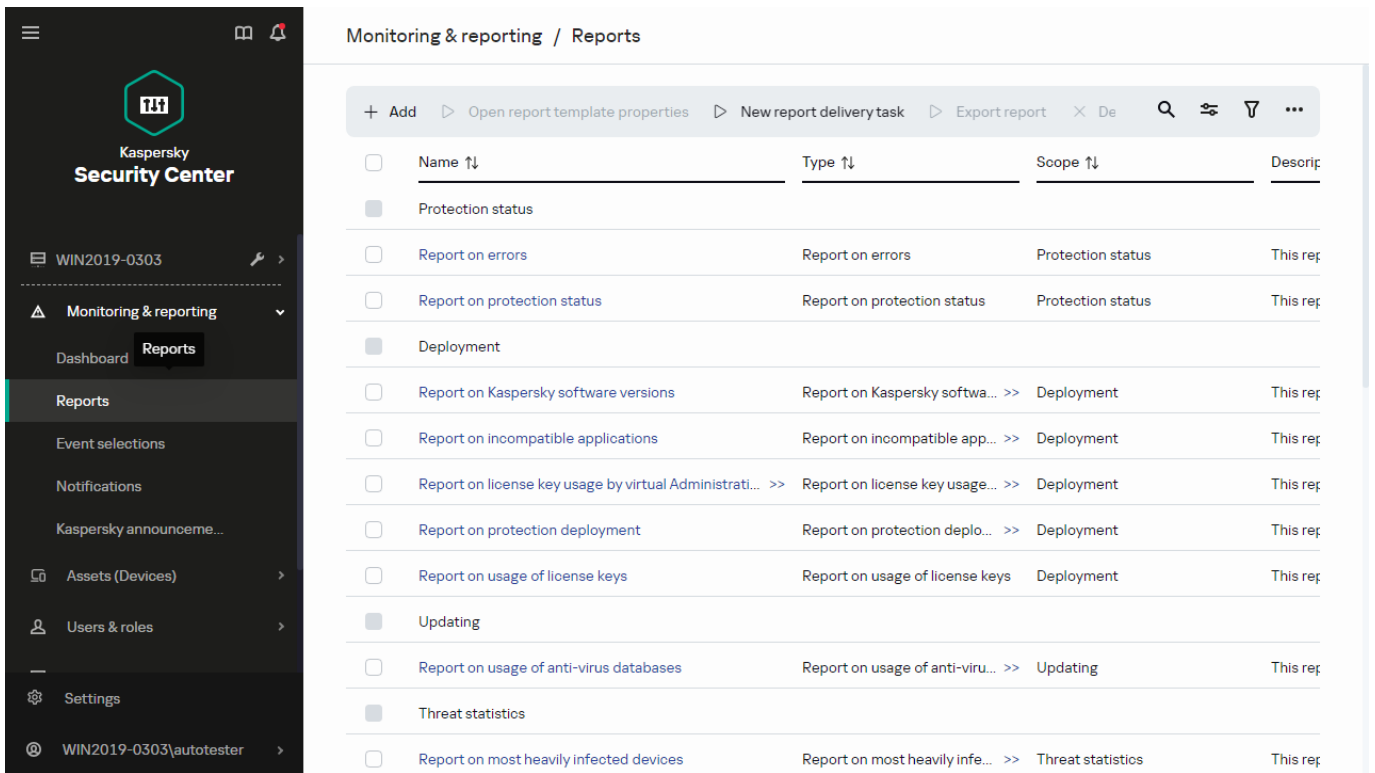 Kaspersky
Security Center
WIN2019-0303
Monitoring & reporting
Dashboard
Reports
Reports
Event selections
Notifications
Kaspersky announceme...
Assets (Devices)
Users & roles
Settings
WIN2019-0303\autotester
Monitoring & reporting / Reports
+ Add Open report template properties New report delivery task Export report × De ...
Name Type Scope Descrip
Protection status
Report on errors Report on errors Protection status This rep
Report on protection status Report on protection status Protection status This rep
Deployment
Report on Kaspersky software versions Report on Kaspersky softwa... >> Deployment This rep
Report on incompatible applications Report on incompatible app... >> Deployment This rep
Report on license key usage by virtual Administrati... >> Report on license key usage... >> Deployment This rep
Report on protection deployment Report on protection deplo... >> Deployment This rep
Report on usage of license keys Report on usage of license keys Deployment This rep
Updating
Report on usage of anti-virus databases Report on usage of anti-viru... >> Updating This rep
Threat statistics
Report on most heavily infected devices Report on most heavily infe... >> Threat statistics This rep